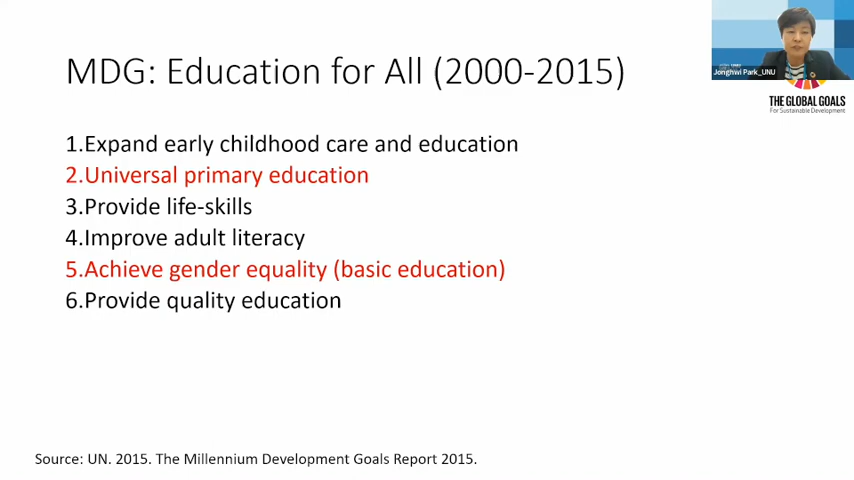 MDG: Education for All (2000-2015)
Jonghwi Park_UNU
THE GLOBAL GOALS
For Sustainable Development
1.Expand early childhood care and education
2.Universal primary education
3.Provide life-skills
4.Improve adult literacy
5.Achieve gender equality (basic education)
6.Provide quality education
Source: UN. 2015. The Millennium Development Goals Report 2015.